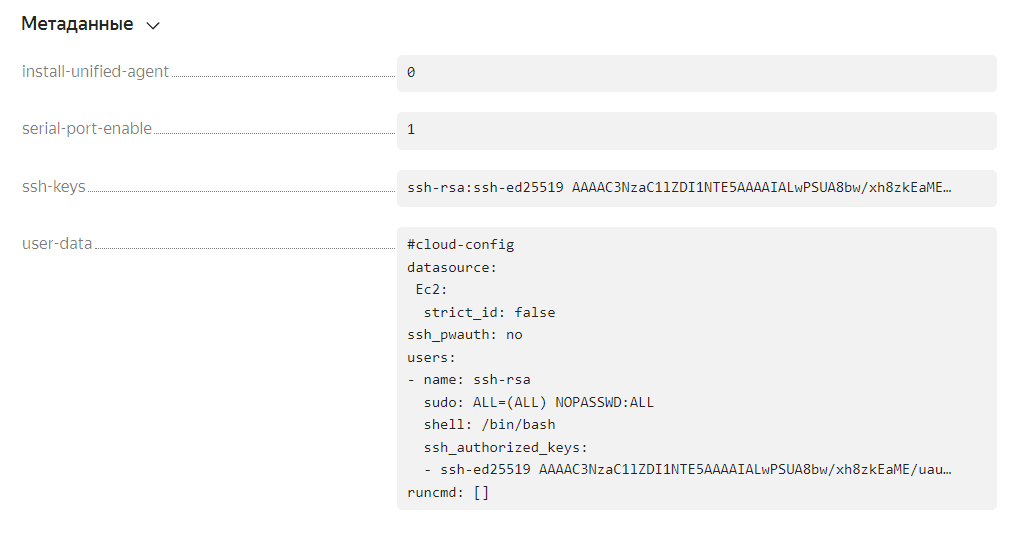 Метаданные
install-unified-agent 0
serial-port-enable 1
ssh-keys ssh-rsa:ssh-ed25519 AAAAC3NzaC1lZDI1NTE5AAAAIALwPSUA8bw/xh8zkEaME…
user-data #cloud-config
datasource:
 Ec2:
  strict_id: false
ssh_pwauth: no
users:
- name: ssh-rsa
  sudo: ALL=(ALL) NOPASSWD:ALL
  shell: /bin/bash
  ssh_authorized_keys:
  - ssh-ed25519 AAAAC3NzaC1lZDI1NTE5AAAAIALwPSUA8bw/xh8zkEaME/uau…
runcmd: []